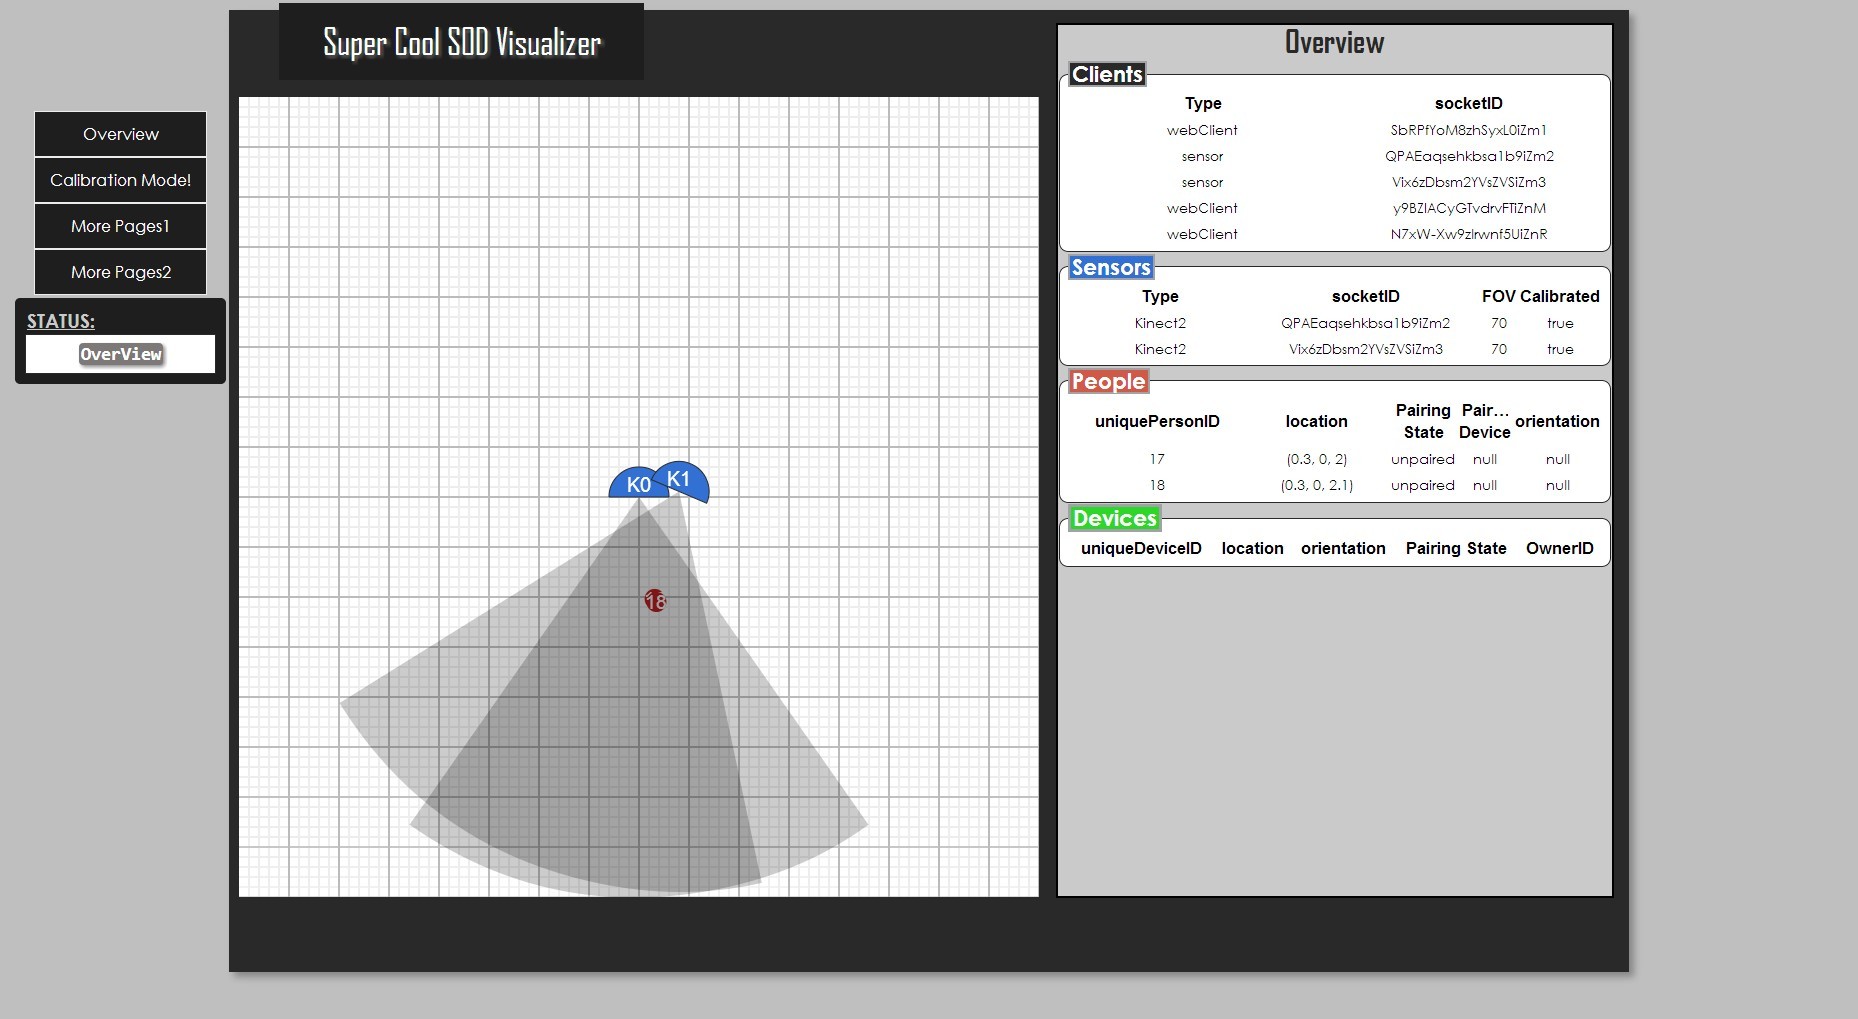 Super Cool SOD Visualizer
Overview
Calibration Mode!
More Pages1
More Pages2
STATUS:
OverView
K0 K1
18
Overview
Clients
Type socketID
webClient SbRPfYoM8zhSyxL0iZm1
sensor QPAEaqsehkbsa1b9iZm2
sensor Vix6zDbsm2YVsZVSiZm3
webClient y9BZIACyGTvdrvFTiZnM
webClient N7xW-Xw9zIrwnf5UiZnR
Sensors
Type socketID FOV Calibrated
Kinect2 QPAEaqsehkbsa1b9iZm2 70 true
Kinect2 Vix6zDbsm2YVsZVSiZm3 70 true
People
uniquePersonID location Pairing State Pair… Device orientation
17 (0.3, 0, 2) unpaired null null
18 (0.3, 0, 2.1) unpaired null null
Devices
uniqueDeviceID location orientation Pairing State OwnerID